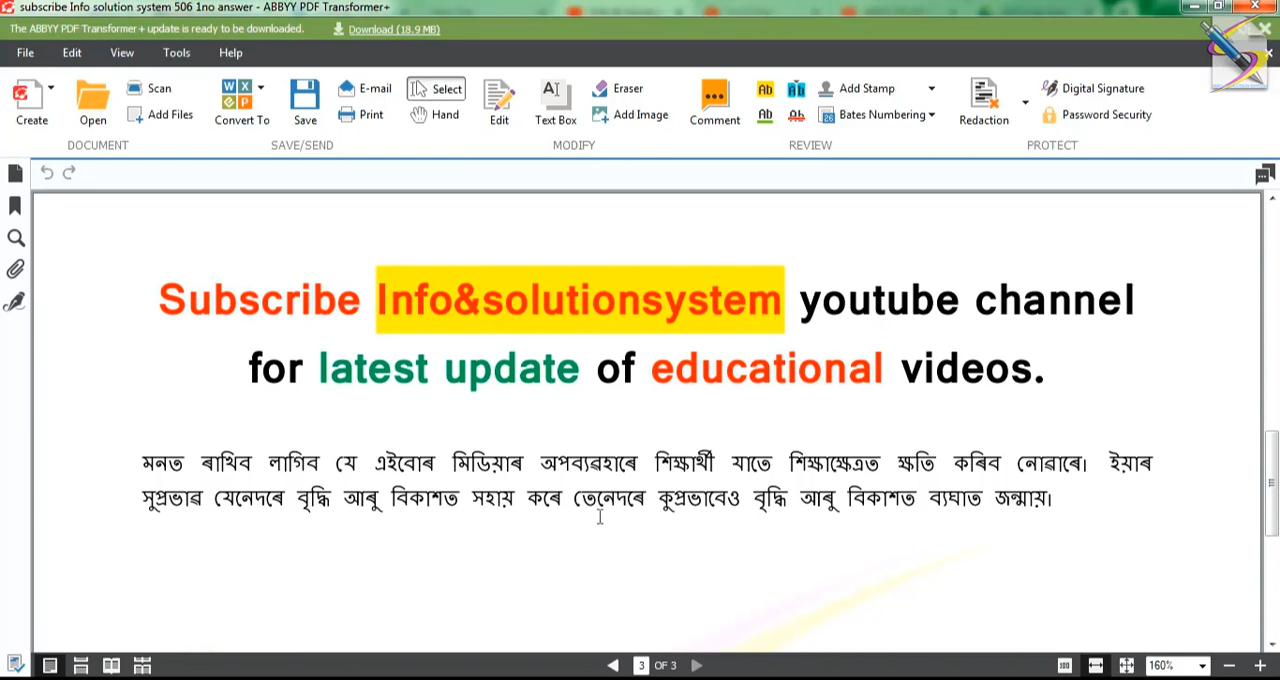 subscribe Info solution system 506 1no answer - ABBYY PDF Transformer+
The ABBYY PDF Transformer+ update is ready to be downloaded. Download (18.9 MB)
File Edit View Tools Help
Create Open Scan Add Files Convert To Save E-mail Print Select Hand Edit Text Box Eraser Add Image Comment Add Stamp Bates Numbering Redaction Digital Signature Password Security
DOCUMENT SAVE/SEND MODIFY REVIEW PROTECT
Subscribe Info&solutionsystem youtube channel
for latest update of educational videos.
মনত ৰাখিব লাগিব যে এইবোৰ মিডিয়াৰ অপব্যৱহাৰে শিক্ষাৰ্থী যাতে শিক্ষাক্ষেত্ৰত ক্ষতি কৰিব নোৱাৰে। ইয়াৰ
সুপ্ৰভাৱ যেনেদৰে বৃদ্ধি আৰু বিকাশত সহায় কৰে তেনেদৰে কুপ্ৰভাবেও বৃদ্ধি আৰু বিকাশত ব্যঘাত জন্মায়।
3 OF 3 160%